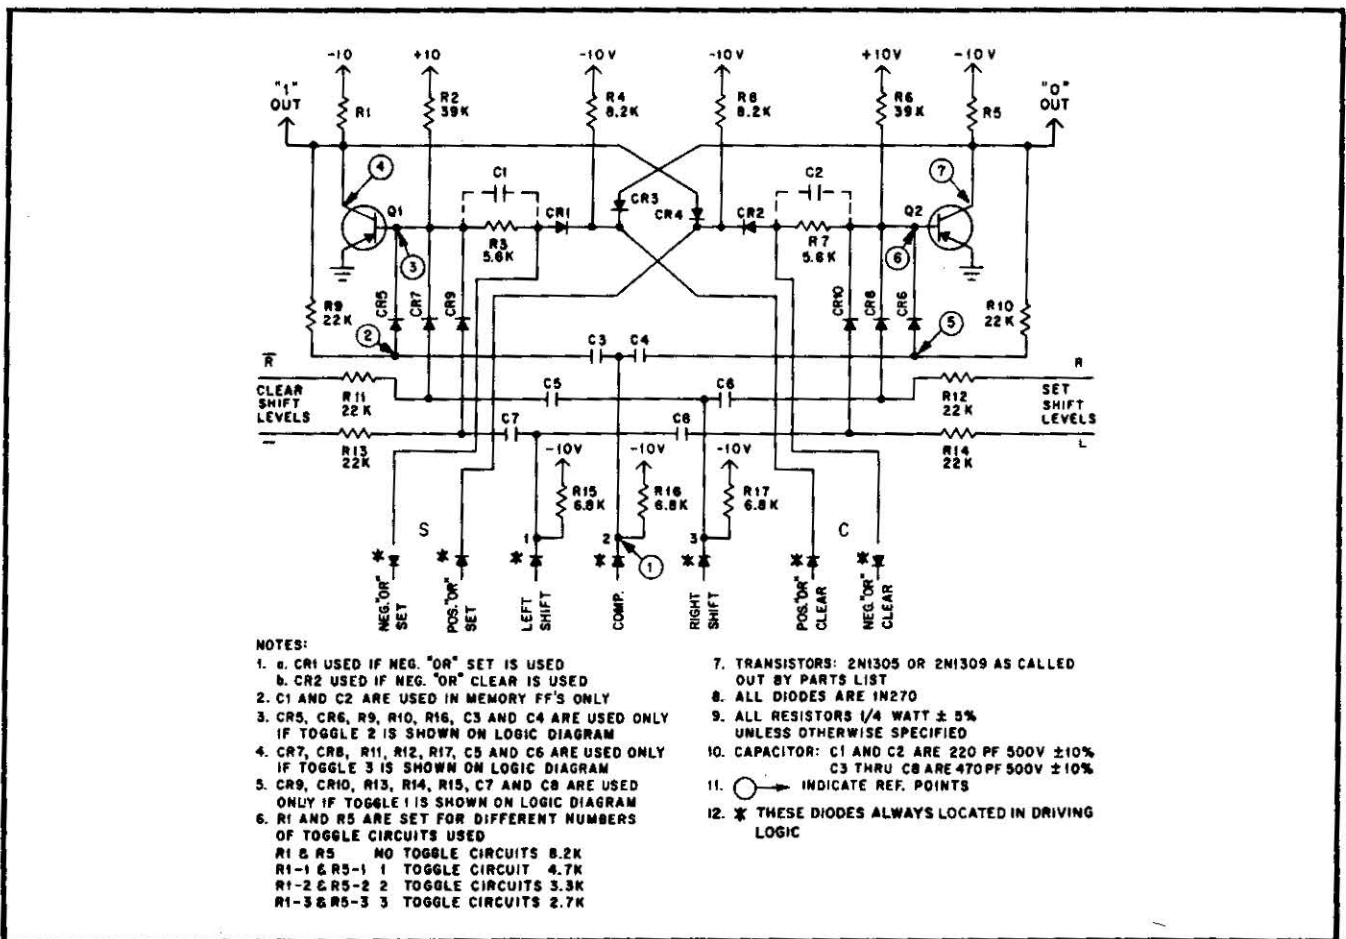 -10 +10 -10V -10V +10V -10V
"1" OUT
R1
R2 39K
R4 8.2K
R8 8.2K
R6 39K
R5
"0" OUT
4
C1
CR3
C2
7
Q1
CR1
CR4
CR2
Q2
3
R3 5.6K
R7 5.6K
6
R9 22K
CR5
CR7
CR9
CR10
CR8
CR6
R10 22K
2
C3 C4
5
R̅
CLEAR SHIFT LEVELS
R11 22K
C5
C6
R12 22K
R
SET SHIFT LEVELS
C7
C8
R13 22K
R14 22K
L
-10V -10V -10V
R15 6.8K
R16 6.8K
R17 6.8K
S
C
1 2 3
1
* * * * * * *
NEG."OR" SET
POS."OR" SET
LEFT SHIFT
COMP.
RIGHT SHIFT
POS."OR" CLEAR
NEG."OR" CLEAR
NOTES:
1. a. CR1 USED IF NEG. "OR" SET IS USED
b. CR2 USED IF NEG. "OR" CLEAR IS USED
2. C1 AND C2 ARE USED IN MEMORY FF'S ONLY
3. CR5, CR6, R9, R10, R16, C3 AND C4 ARE USED ONLY
IF TOGGLE 2 IS SHOWN ON LOGIC DIAGRAM
4. CR7, CR8, R11, R12, R17, C5 AND C6 ARE USED ONLY
IF TOGGLE 3 IS SHOWN ON LOGIC DIAGRAM
5. CR9, CR10, R13, R14, R15, C7 AND C8 ARE USED
ONLY IF TOGGLE 1 IS SHOWN ON LOGIC DIAGRAM
6. R1 AND R5 ARE SET FOR DIFFERENT NUMBERS
OF TOGGLE CIRCUITS USED
R1 & R5 NO TOGGLE CIRCUITS 8.2K
R1-1 & R5-1 1 TOGGLE CIRCUIT 4.7K
R1-2 & R5-2 2 TOGGLE CIRCUITS 3.3K
R1-3 & R5-3 3 TOGGLE CIRCUITS 2.7K
7. TRANSISTORS: 2N1305 OR 2N1309 AS CALLED
OUT BY PARTS LIST
8. ALL DIODES ARE 1N270
9. ALL RESISTORS 1/4 WATT ± 5%
UNLESS OTHERWISE SPECIFIED
10. CAPACITOR: C1 AND C2 ARE 220 PF 500V ±10%
C3 THRU C8 ARE 470 PF 500V ±10%
11. INDICATE REF. POINTS
12. * THESE DIODES ALWAYS LOCATED IN DRIVING
LOGIC